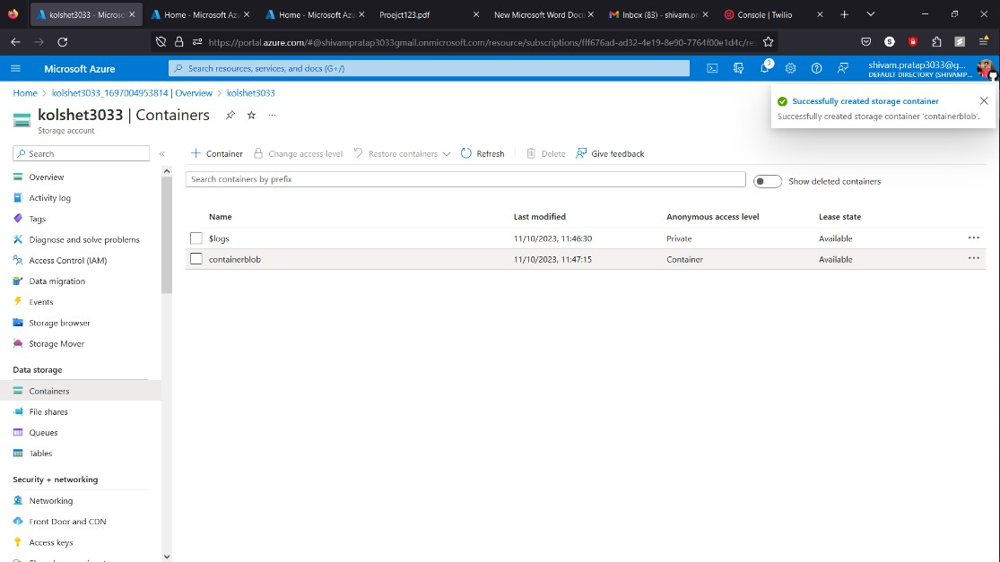 kolshet3033 - Microsoft
Home - Microsoft Az
Home - Microsoft Az
Proejct123.pdf
New Microsoft Word Docu
Inbox (83) - shivam.pr
Console | Twilio
https://portal.azure.com/#@shivampratap3033gmail.onmicrosoft.com/resource/subscriptions/fff676ad-ad32-4e19-8e90-7764f00e1d4c/re
Microsoft Azure
Search resources, services, and docs (G+/)
3
shivam.pratap3033@g...
DEFAULT DIRECTORY (SHIVAMP...
Home > kolshet3033_1697004953814 | Overview > kolshet3033
kolshet3033 | Containers
Storage account
Successfully created storage container
Successfully created storage container 'containerblob'.
Search
Container
Change access level
Restore containers
Refresh
Delete
Give feedback
Search containers by prefix
Show deleted containers
Overview
Activity log
Tags
Diagnose and solve problems
Access Control (IAM)
Data migration
Events
Storage browser
Storage Mover
Data storage
Containers
File shares
Queues
Tables
Security + networking
Networking
Front Door and CDN
Access keys
Name Last modified Anonymous access level Lease state
$logs 11/10/2023, 11:46:30 Private Available
containerblob 11/10/2023, 11:47:15 Container Available